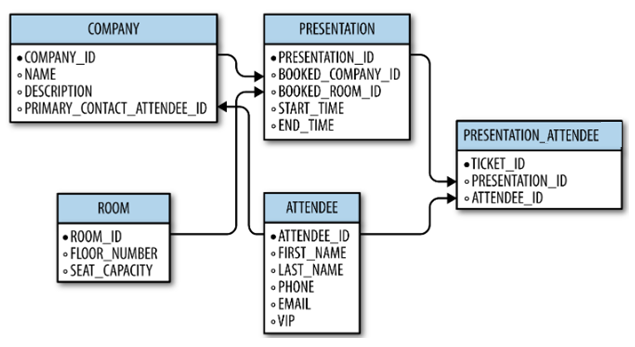 COMPANY
COMPANY_ID
NAME
DESCRIPTION
PRIMARY_CONTACT_ATTENDEE_ID
PRESENTATION
PRESENTATION_ID
BOOKED_COMPANY_ID
BOOKED_ROOM_ID
START_TIME
END_TIME
PRESENTATION_ATTENDEE
TICKET_ID
PRESENTATION_ID
ATTENDEE_ID
ROOM
ROOM_ID
FLOOR_NUMBER
SEAT_CAPACITY
ATTENDEE
ATTENDEE_ID
FIRST_NAME
LAST_NAME
PHONE
EMAIL
VIP